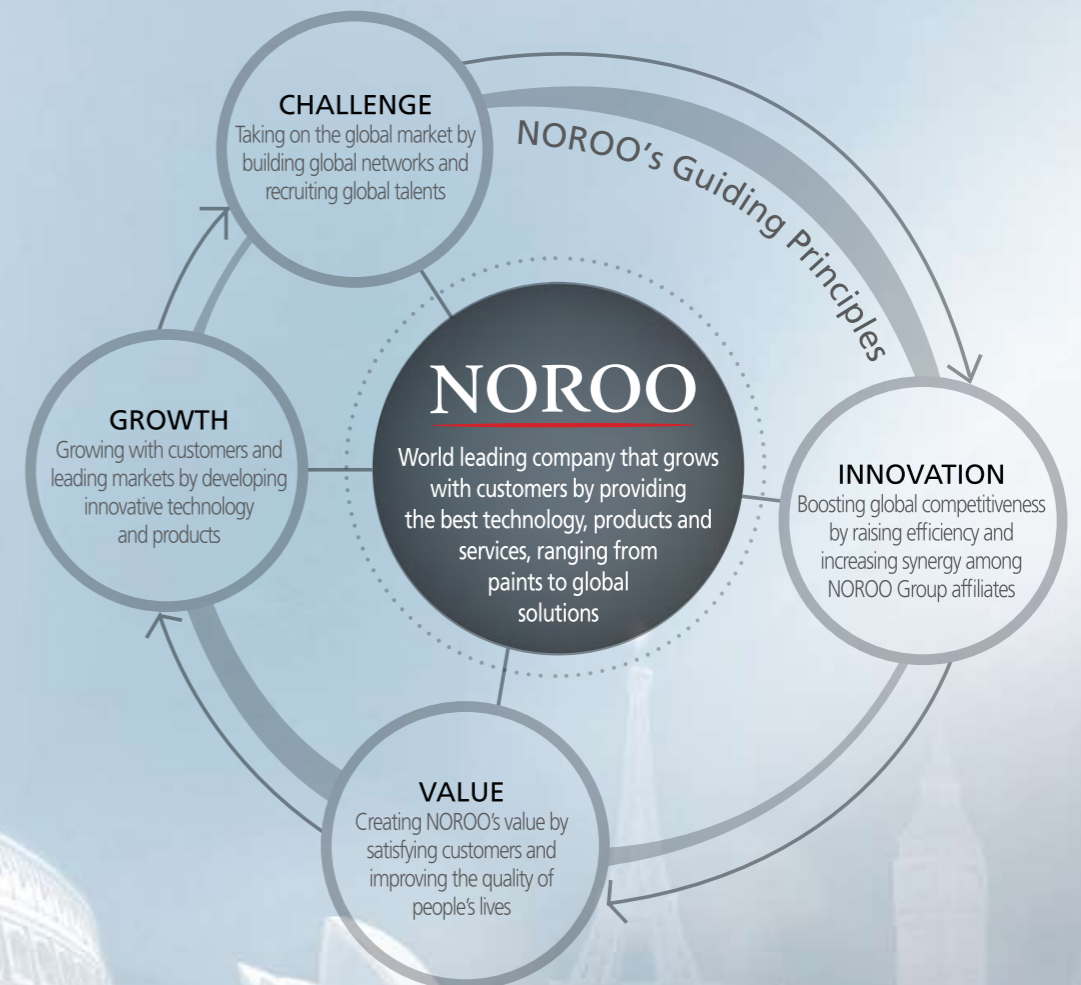 CHALLENGE
Taking on the global market by
building global networks and
recruiting global talents
NOROO's Guiding Principles
GROWTH
Growing with customers and
leading markets by developing
innovative technology
and products
NOROO
World leading company that grows
with customers by providing
the best technology, products and
services, ranging from
paints to global
solutions
INNOVATION
Boosting global competitiveness
by raising efficiency and
increasing synergy among
NOROO Group affiliates
VALUE
Creating NOROO's value by
satisfying customers and
improving the quality of
people's lives